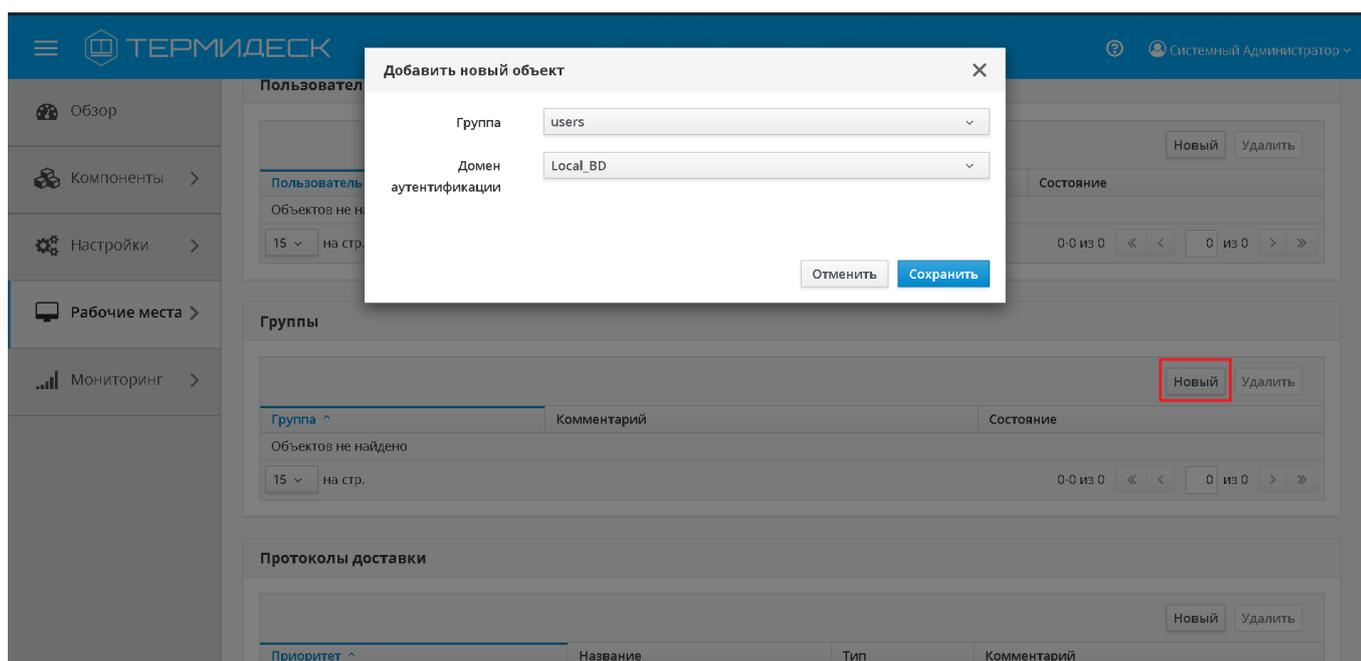 ТЕРМИДЕСК
Системный Администратор
Добавить новый объект
Группа
users
Домен аутентификации
Local_BD
Отменить
Сохранить
Обзор
Компоненты
Настройки
Рабочие места
Мониторинг
Новый Удалить
Пользователь
Состояние
Объектов не
15 на стр.
0-0 из 0
0 из 0
Группы
Новый Удалить
Группа Комментарий Состояние
Объектов не найдено
15 на стр.
0-0 из 0
0 из 0
Протоколы доставки
Новый Удалить
Приоритет Название Тип Комментарий